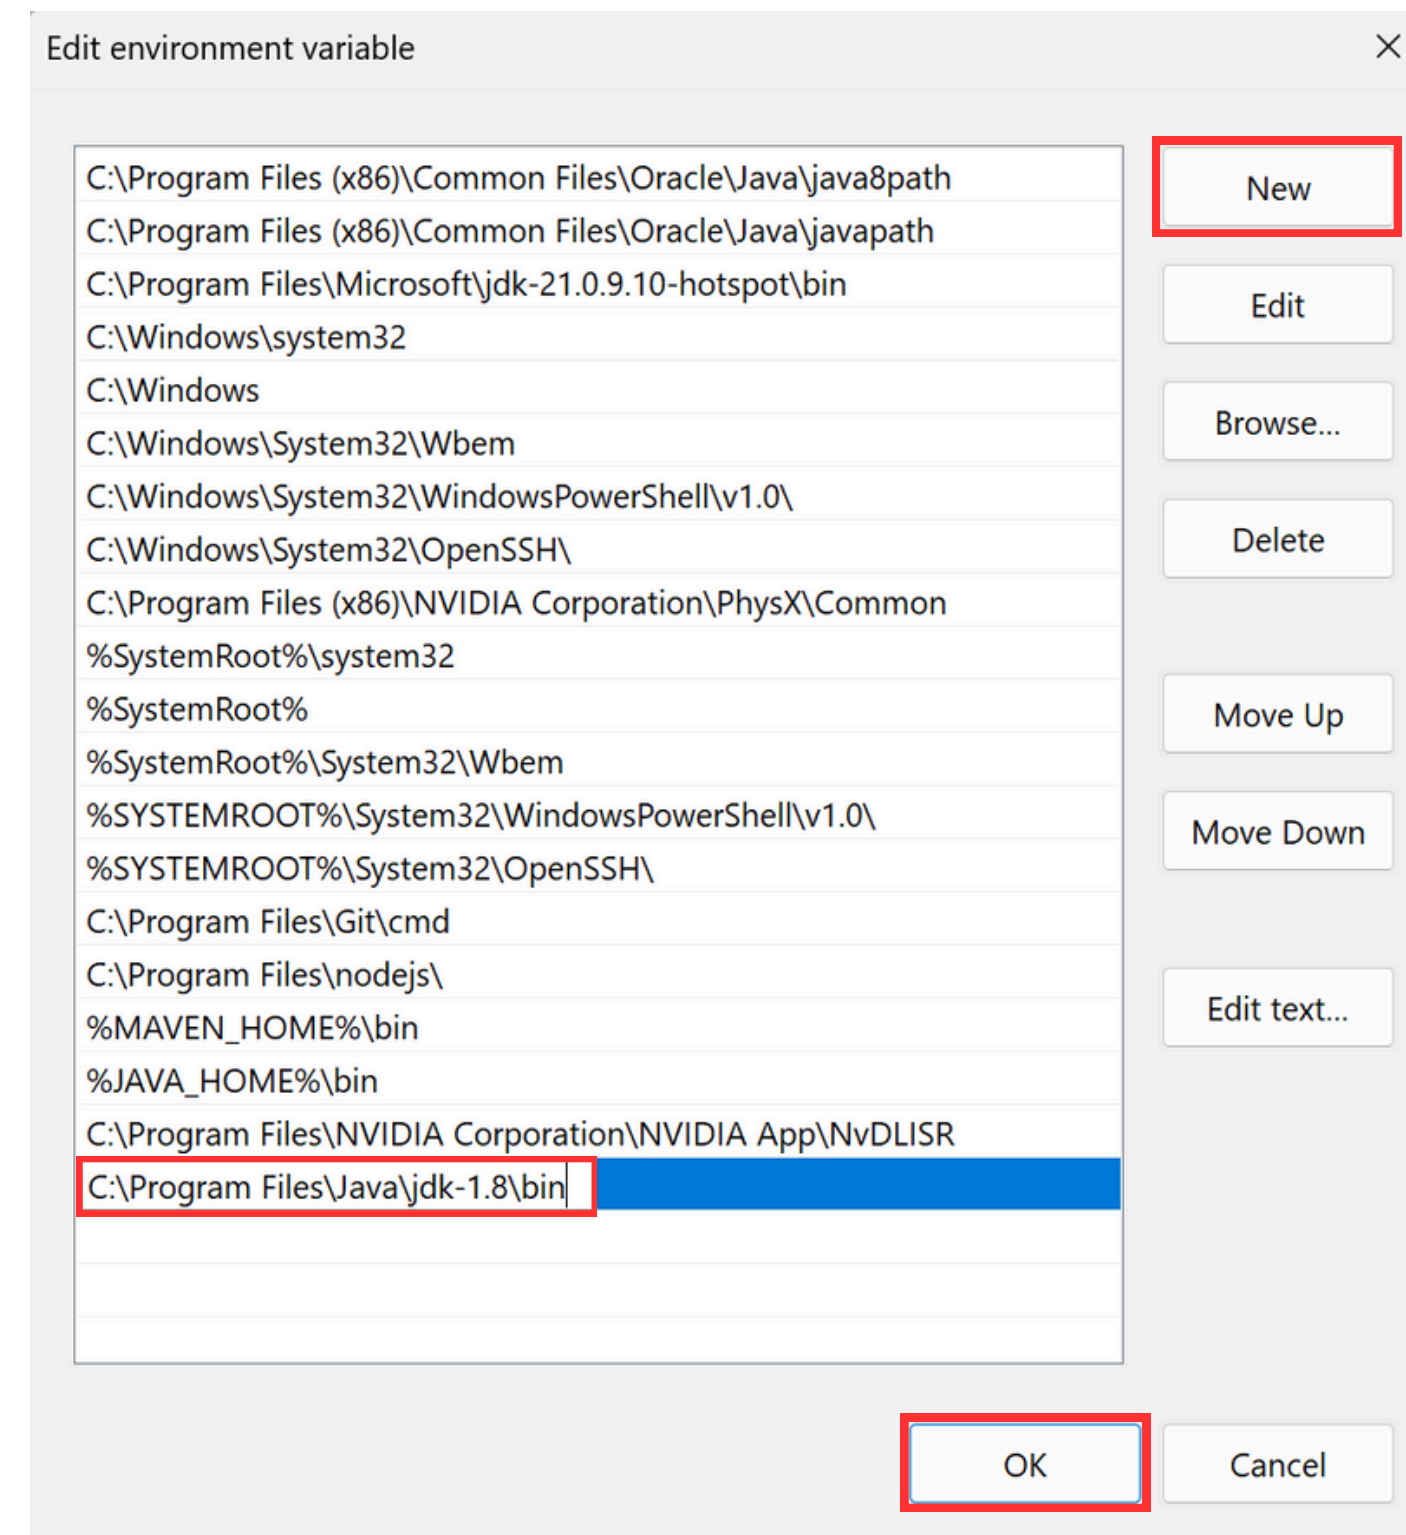 Edit environment variable
C:\Program Files (x86)\Common Files\Oracle\Java\java8path
C:\Program Files (x86)\Common Files\Oracle\Java\javapath
C:\Program Files\Microsoft\jdk-21.0.9.10-hotspot\bin
C:\Windows\system32
C:\Windows
C:\Windows\System32\Wbem
C:\Windows\System32\WindowsPowerShell\v1.0\
C:\Windows\System32\OpenSSH\
C:\Program Files (x86)\NVIDIA Corporation\PhysX\Common
%SystemRoot%\system32
%SystemRoot%
%SystemRoot%\System32\Wbem
%SYSTEMROOT%\System32\WindowsPowerShell\v1.0\
%SYSTEMROOT%\System32\OpenSSH\
C:\Program Files\Git\cmd
C:\Program Files\nodejs\
%MAVEN_HOME%\bin
%JAVA_HOME%\bin
C:\Program Files\NVIDIA Corporation\NVIDIA App\NvDLISR
C:\Program Files\Java\jdk-1.8\bin
New
Edit
Browse...
Delete
Move Up
Move Down
Edit text...
OK
Cancel